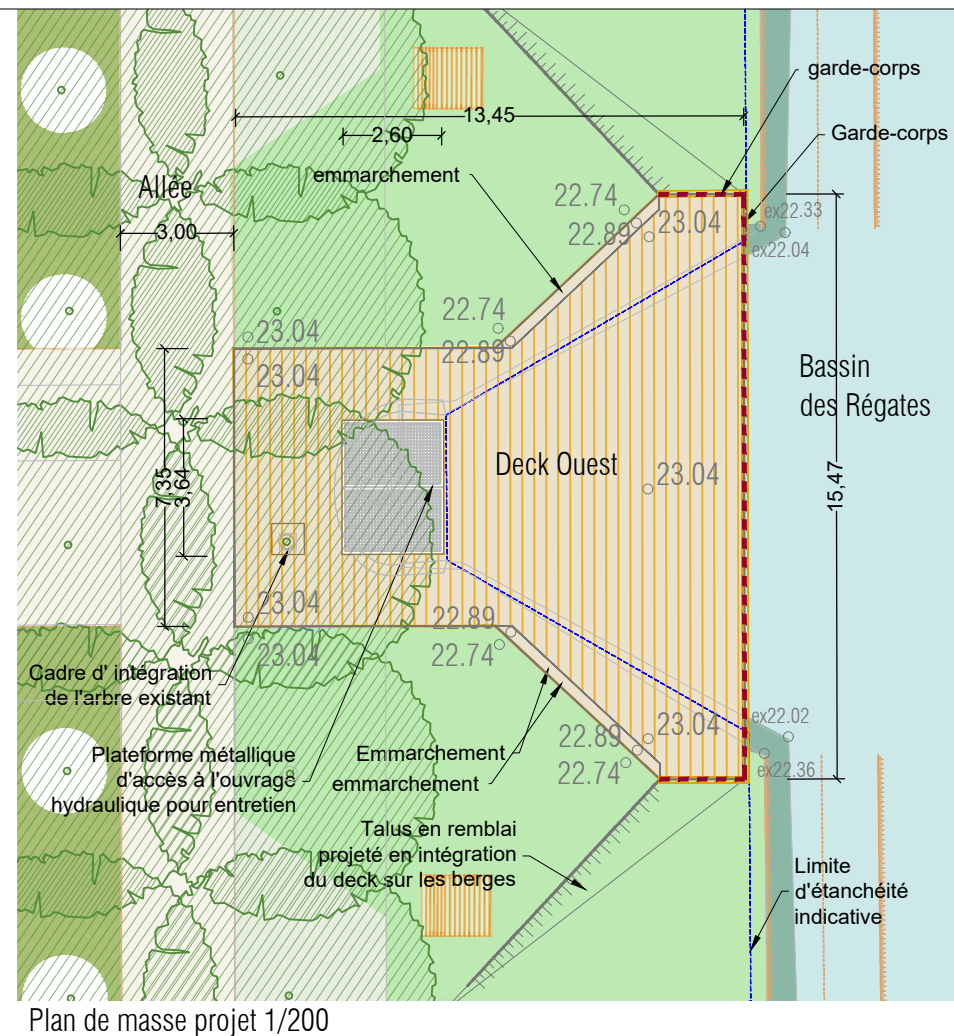 garde-corps
13,45
Garde-corps
2,60
emmarchement
Allée
3,00
22.74
22.89
23.04
ex22.33
ex22.04
22.74
22.89
23.04
23.04
Bassin
des Régates
Deck Ouest
23.04
7,35
3,64
15,47
23.04
23.04
22.89
22.74
Cadre d' intégration
de l'arbre existant
ex22.02
23.04
22.89
22.74
ex22.36
Plateforme métallique
d'accès à l'ouvrage
hydraulique pour entretien
Emmarchement
emmarchement
Talus en remblai
projeté en intégration
du deck sur les berges
Limite
d'étanchéité
indicative
Plan de masse projet 1/200